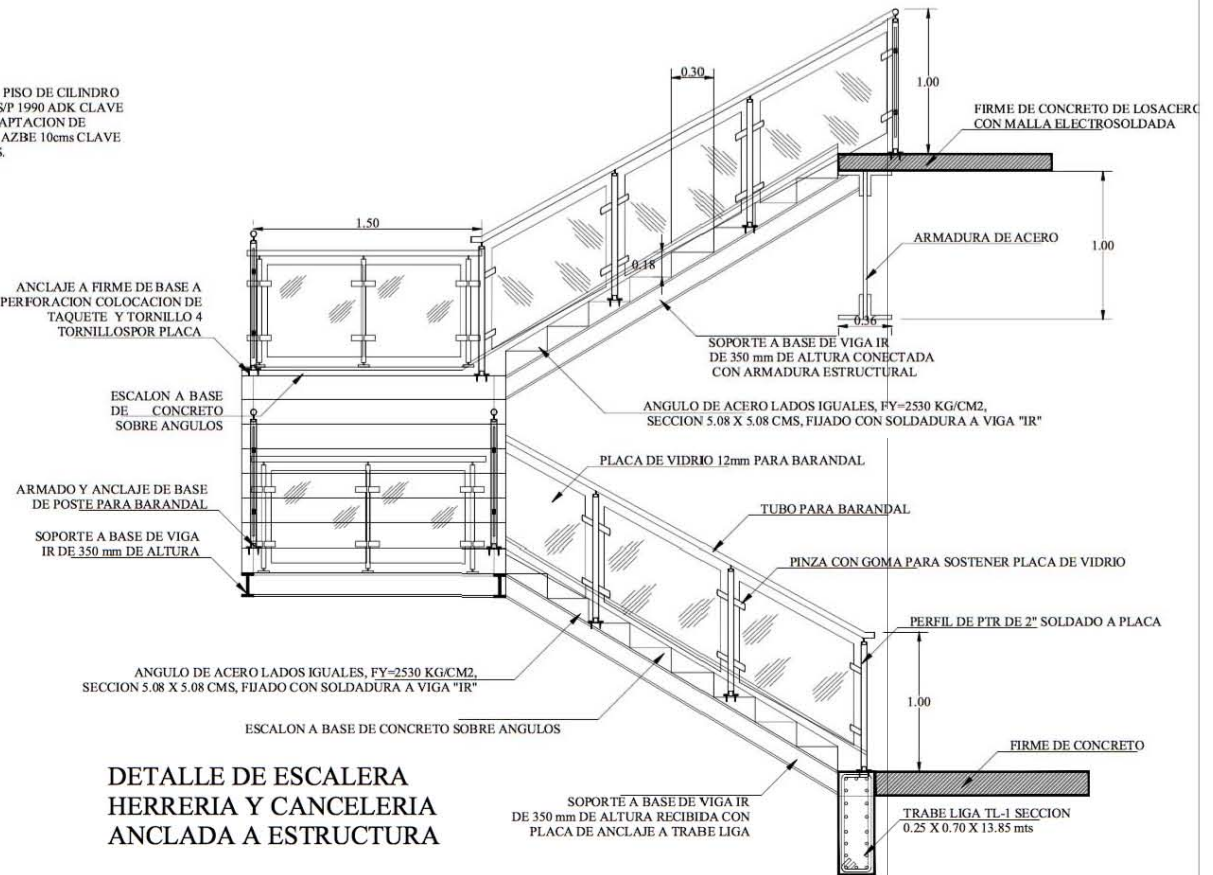 PISO DE CILINDRO
S/P 1990 ADK CLAVE
APTACION DE
AZBE 10cms CLAVE
S.
1.00
0.30
FIRME DE CONCRETO DE LOSACERO
CON MALLA ELECTROSOLDADA
1.50
ARMADURA DE ACERO
1.00
0.18
0.36
ANCLAJE A FIRME DE BASE A
PERFORACION COLOCACION DE
TAQUETE Y TORNILLO 4
TORNILLOSPOR PLACA
SOPORTE A BASE DE VIGA IR
DE 350 mm DE ALTURA CONECTADA
CON ARMADURA ESTRUCTURAL
ESCALON A BASE
DE CONCRETO
SOBRE ANGULOS
ANGULO DE ACERO LADOS IGUALES, FY=2530 KG/CM2,
SECCION 5.08 X 5.08 CMS, FIJADO CON SOLDADURA A VIGA "IR"
PLACA DE VIDRIO 12mm PARA BARANDAL
ARMADO Y ANCLAJE DE BASE
DE POSTE PARA BARANDAL
TUBO PARA BARANDAL
SOPORTE A BASE DE VIGA
IR DE 350 mm DE ALTURA
PINZA CON GOMA PARA SOSTENER PLACA DE VIDRIO
PERFIL DE PTR DE 2" SOLDADO A PLACA
ANGULO DE ACERO LADOS IGUALES, FY=2530 KG/CM2,
SECCION 5.08 X 5.08 CMS, FIJADO CON SOLDADURA A VIGA "IR"
1.00
ESCALON A BASE DE CONCRETO SOBRE ANGULOS
FIRME DE CONCRETO
DETALLE DE ESCALERA
HERRERIA Y CANCELERIA
ANCLADA A ESTRUCTURA
SOPORTE A BASE DE VIGA IR
DE 350 mm DE ALTURA RECIBIDA CON
PLACA DE ANCLAJE A TRABE LIGA
TRABE LIGA TL-1 SECCION
0.25 X 0.70 X 13.85 mts